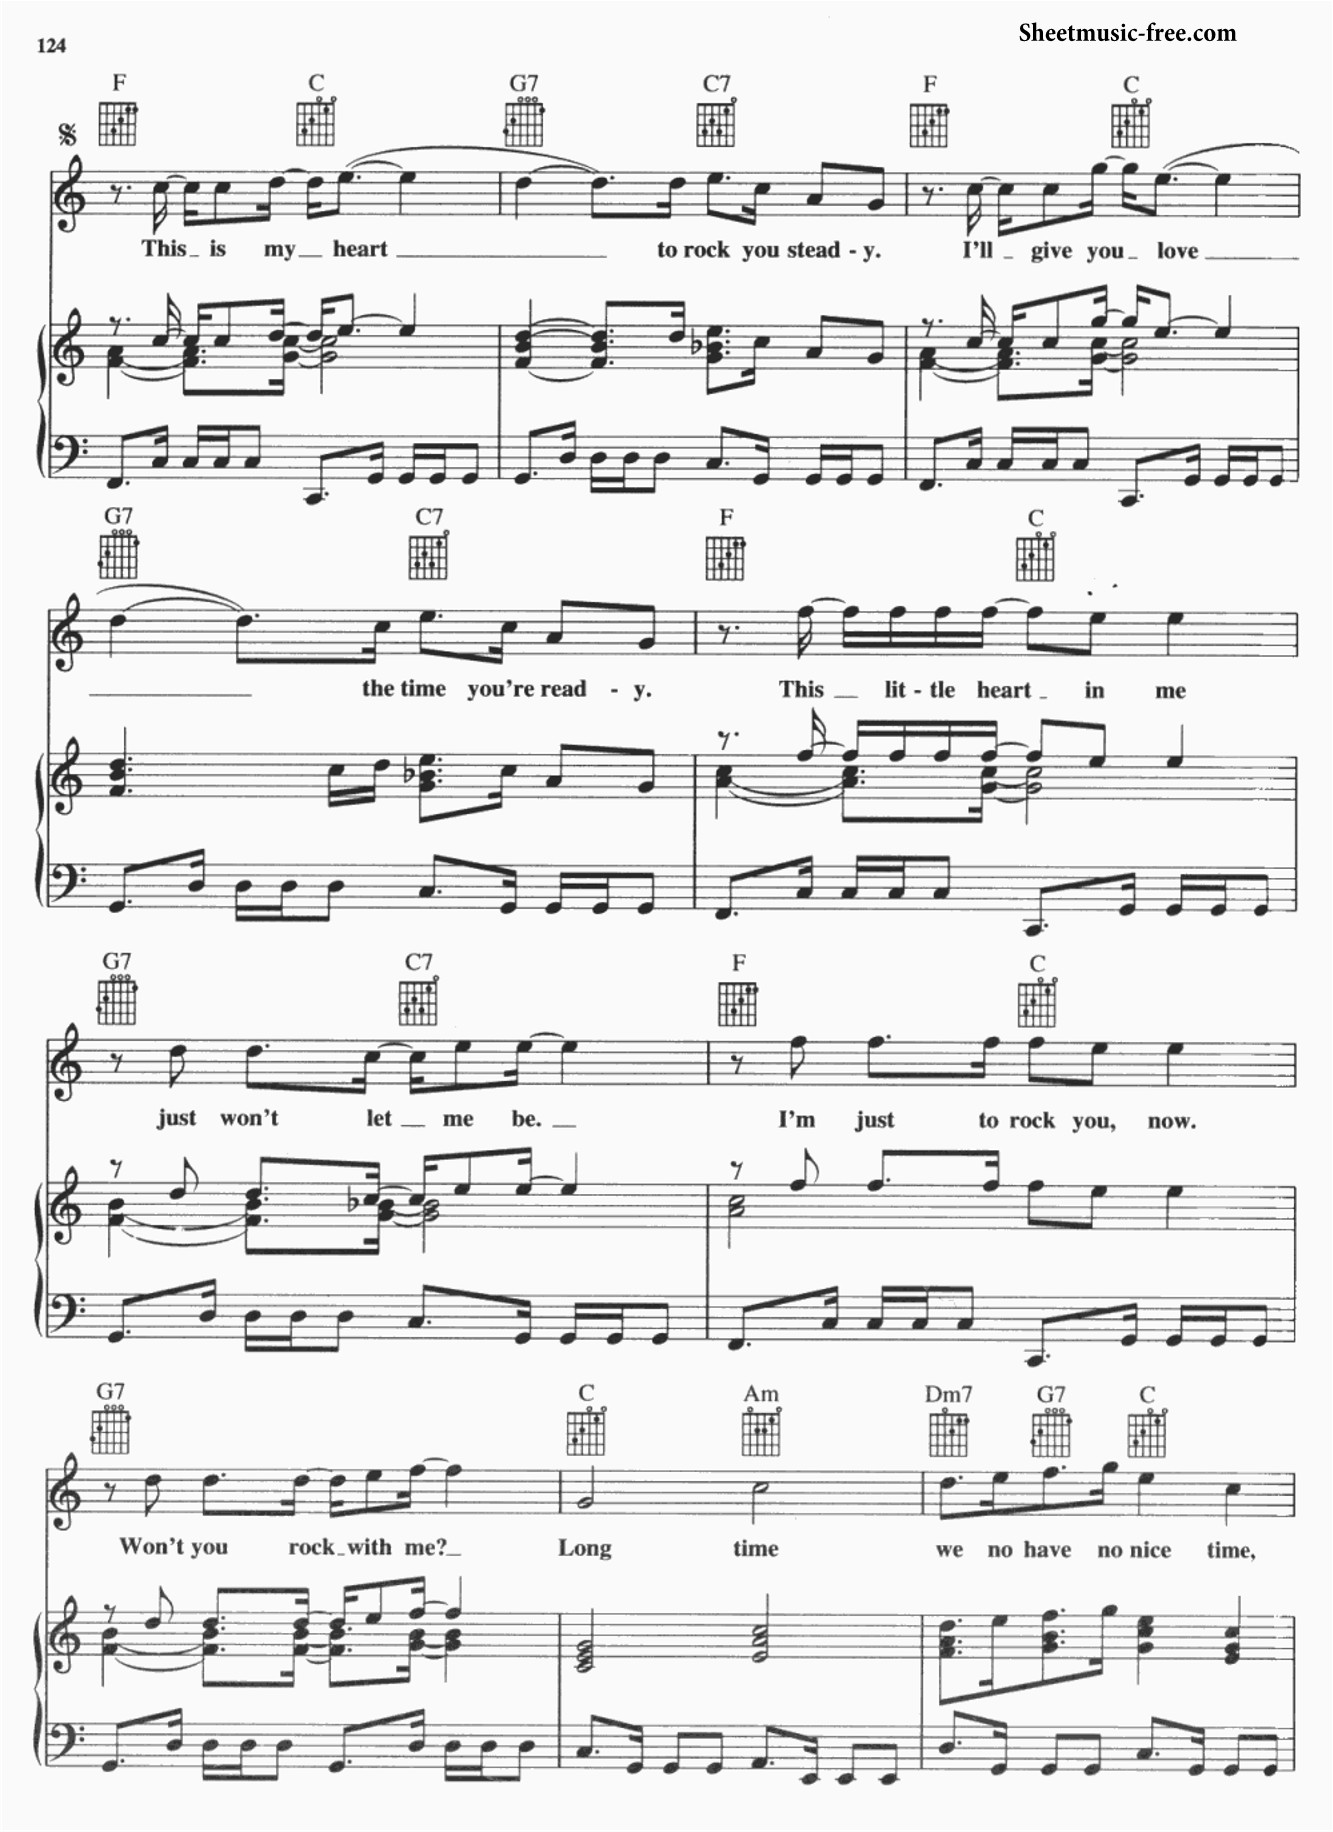 Sheetmusic-free.com
124
F C G7 C7 F C
This is my heart to rock you stead - y. I'll give you love
G7 C7 F C
the time you're read - y. This lit - tle heart in me
G7 C7 F C
just won't let me be. I'm just to rock you, now.
G7 C Am Dm7 G7 C
Won't you rock with me? Long time we no have no nice time,